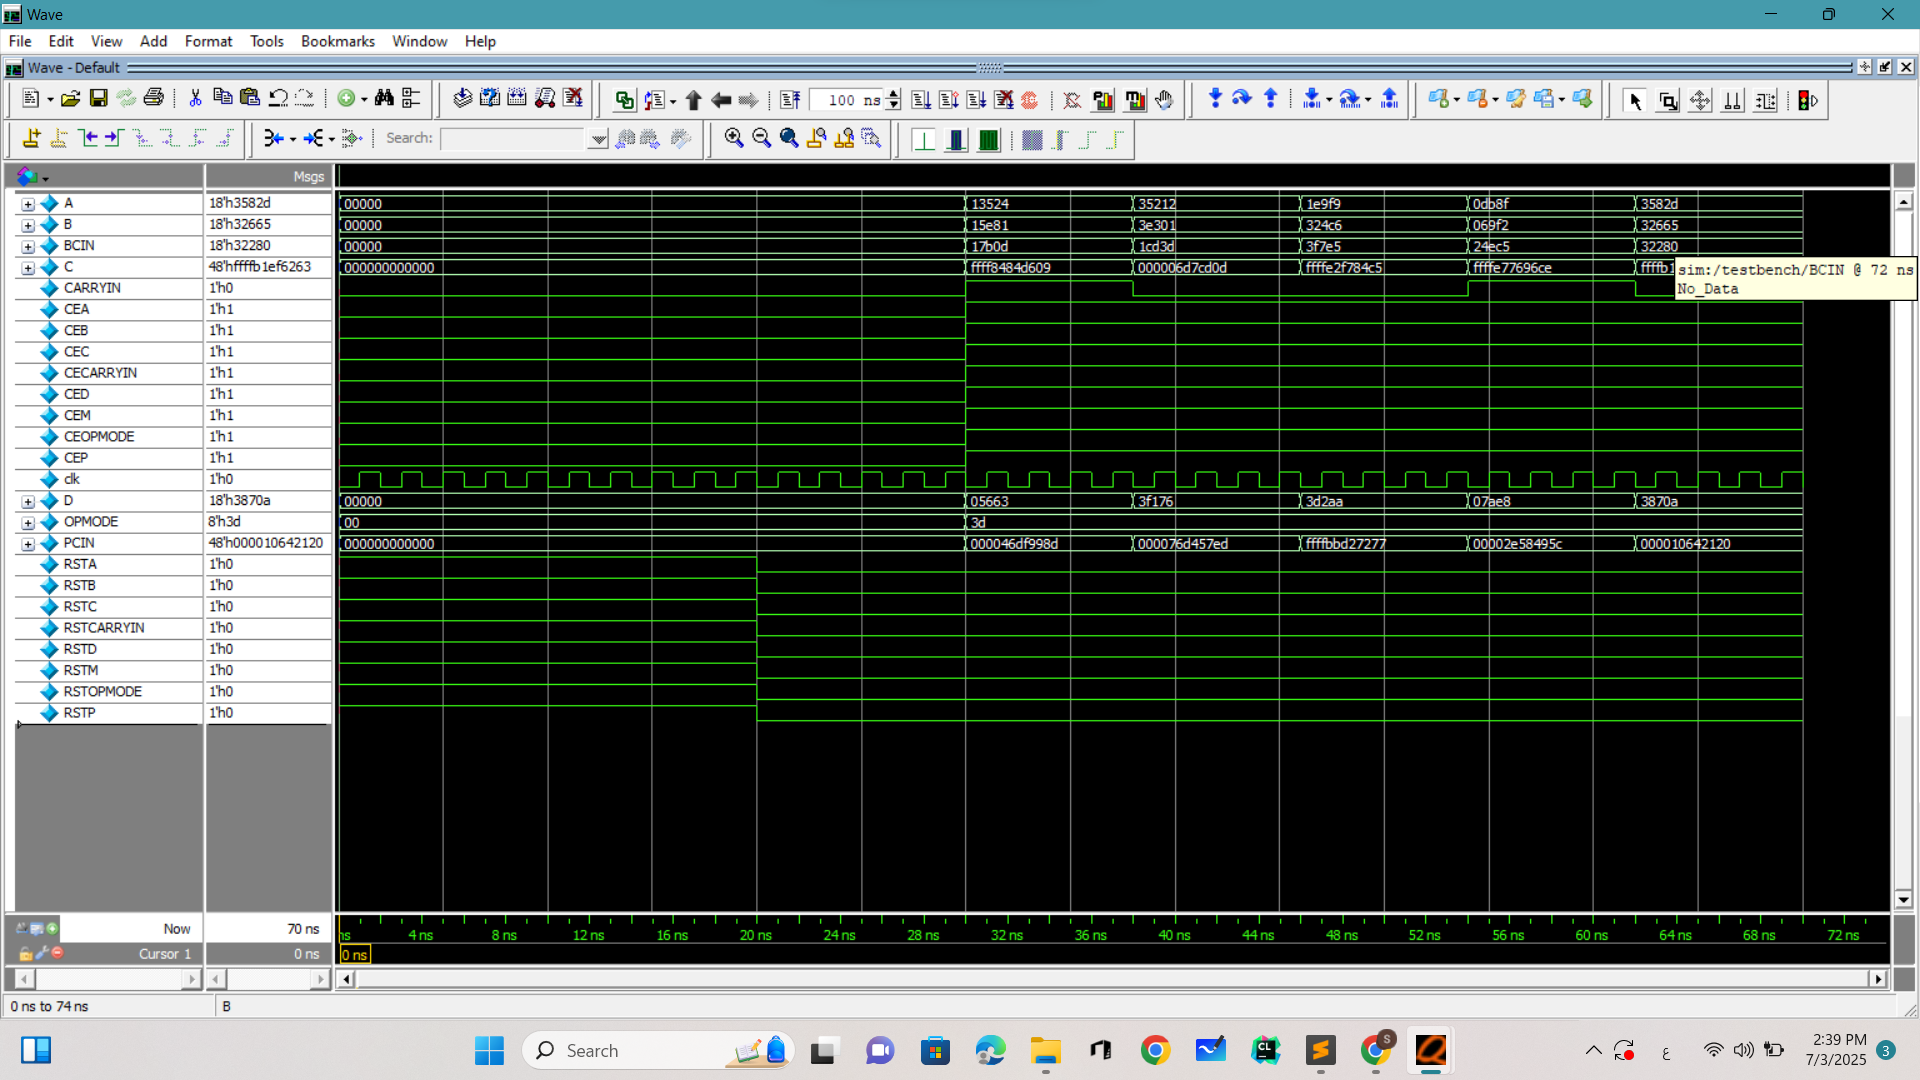 Wave
File Edit View Add Format Tools Bookmarks Window Help
Wave - Default
100 ns
Search:
Msgs
A 18'h3582d 00000 13524 35212 1e9f9 0db8f 3582d
B 18'h32665 00000 15e81 3e301 324c6 069f2 32665
BCIN 18'h32280 00000 17b0d 1cd3d 3f7e5 24ec5 32280
C 48'hffffb1ef6263 000000000000 ffff8484d609 000006d7cd0d ffffe2f784c5 ffffe77696ce ffffb1
sim:/testbench/BCIN @ 72 ns
No_Data
CARRYIN 1'h0
CEA 1'h1
CEB 1'h1
CEC 1'h1
CECARRYIN 1'h1
CED 1'h1
CEM 1'h1
CEOPMODE 1'h1
CEP 1'h1
clk 1'h0
D 18'h3870a 00000 05663 3f176 3d2aa 07ae8 3870a
OPMODE 8'h3d 00 3d
PCIN 48'h000010642120 000000000000 000046df998d 000076d457ed ffffbbd27277 00002e58495c 000010642120
RSTA 1'h0
RSTB 1'h0
RSTC 1'h0
RSTCARRYIN 1'h0
RSTD 1'h0
RSTM 1'h0
RSTOPMODE 1'h0
RSTP 1'h0
Now 70 ns ns 4 ns 8 ns 12 ns 16 ns 20 ns 24 ns 28 ns 32 ns 36 ns 40 ns 44 ns 48 ns 52 ns 56 ns 60 ns 64 ns 68 ns 72 ns
Cursor 1 0 ns 0 ns
0 ns to 74 ns B
Search
CL
S
ع
2:39 PM
7/3/2025
3